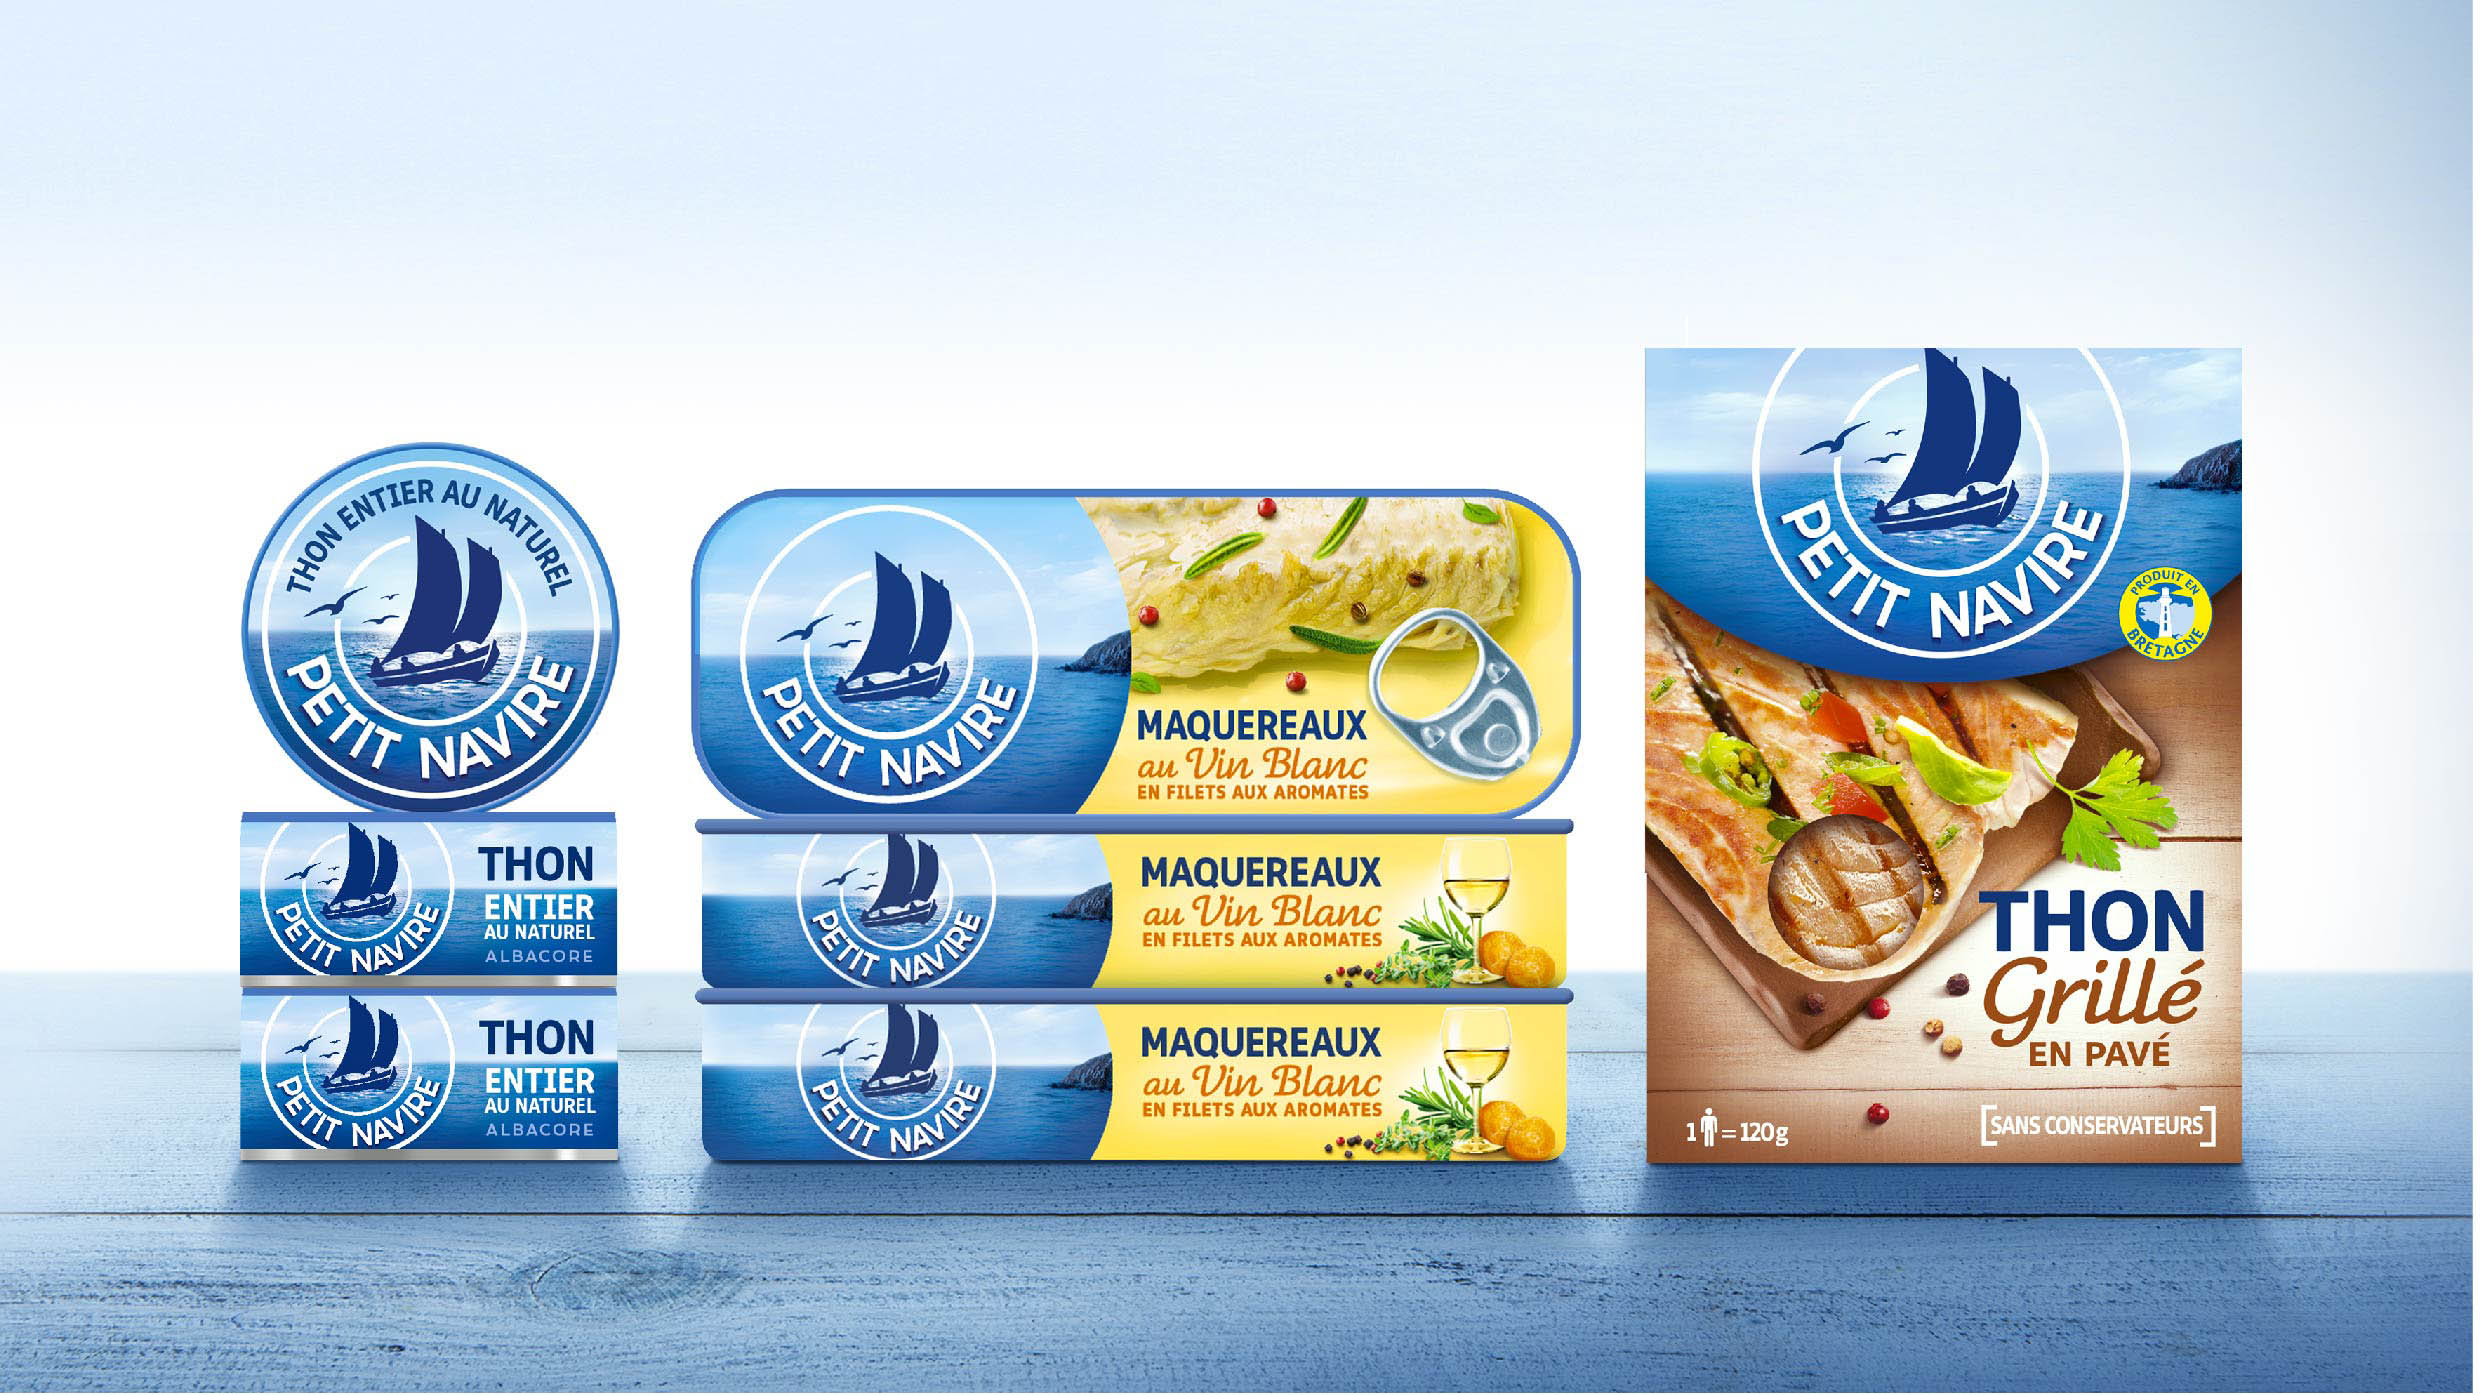 THON ENTIER AU NATUREL
PETIT NAVIRE
PETIT NAVIRE
THON
ENTIER
AU NATUREL
ALBACORE
PETIT NAVIRE
THON
ENTIER
AU NATUREL
ALBACORE
PETIT NAVIRE
MAQUEREAUX
au Vin Blanc
EN FILETS AUX AROMATES
PETIT NAVIRE
MAQUEREAUX
au Vin Blanc
EN FILETS AUX AROMATES
PETIT NAVIRE
MAQUEREAUX
au Vin Blanc
EN FILETS AUX AROMATES
PETIT NAVIRE
PRODUIT EN
BRETAGNE
THON
Grillé
EN PAVÉ
1 = 120g
[SANS CONSERVATEURS]